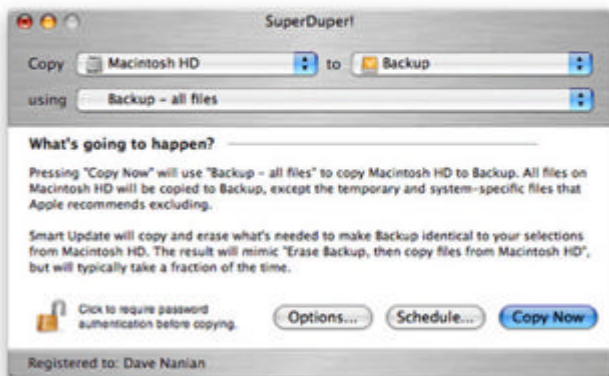 SuperDuper!
Copy Macintosh HD to Backup
using Backup - all files
What's going to happen?
Pressing "Copy Now" will use "Backup - all files" to copy Macintosh HD to Backup. All files on
Macintosh HD will be copied to Backup, except the temporary and system-specific files that
Apple recommends excluding.
Smart Update will copy and erase what's needed to make Backup identical to your selections
from Macintosh HD. The result will mimic "Erase Backup, then copy files from Macintosh HD",
but will typically take a fraction of the time.
Click to require password
authentication before copying.
Options... Schedule... Copy Now
Registered to: Dave Nanian